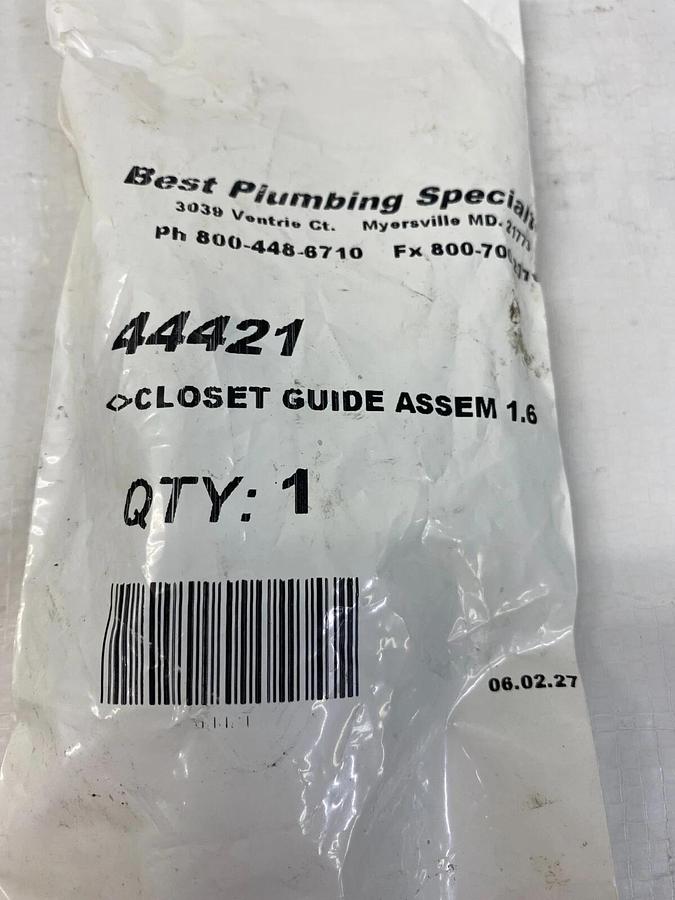 Best Plumbing
3039 Ventrie Ct. Myersville MD. 21773
Ph 800-448-6710 Fx
44421
<>CLOSET GUIDE ASSEM 1.6
QTY: 1
06.02.27